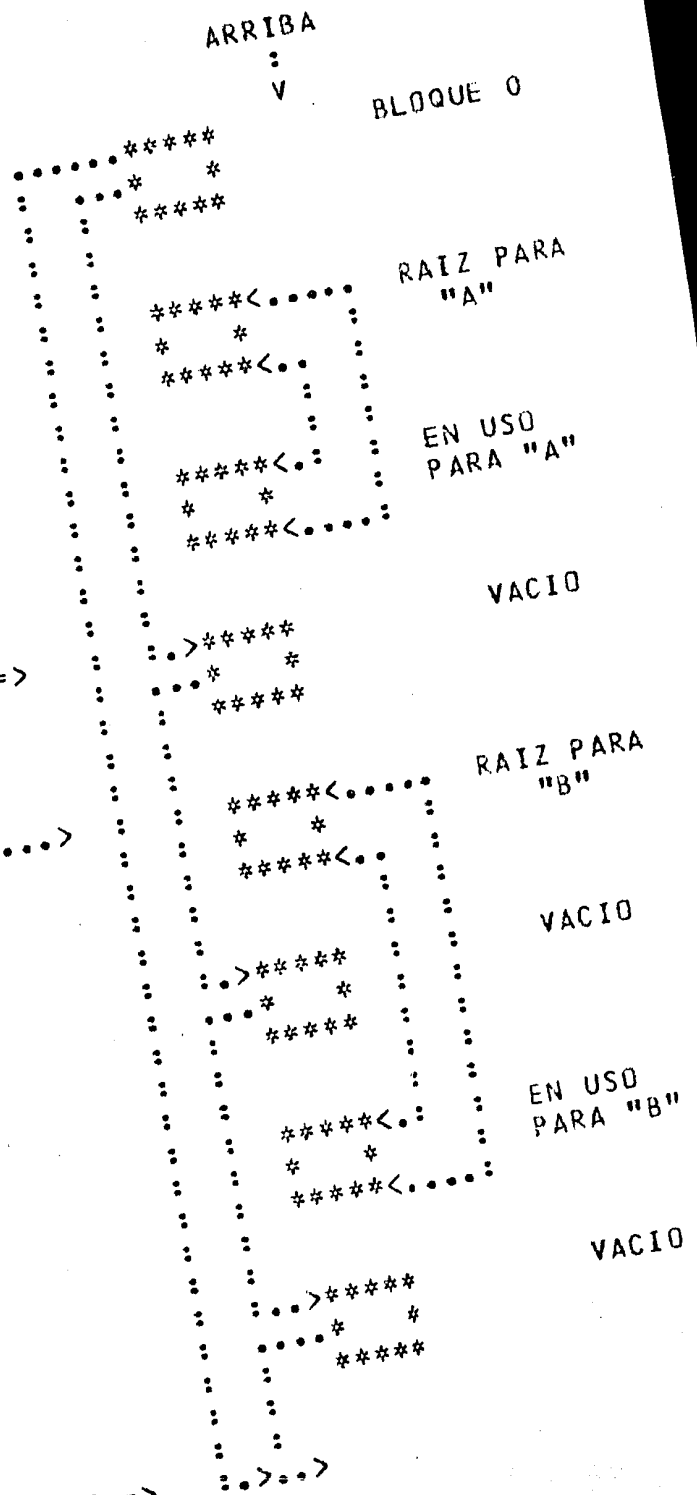 ARRIBA
BLOQUE 0
RAIZ PARA
"A"
EN USO
PARA "A"
VACIO
RAIZ PARA
"B"
VACIO
EN USO
PARA "B"
VACIO